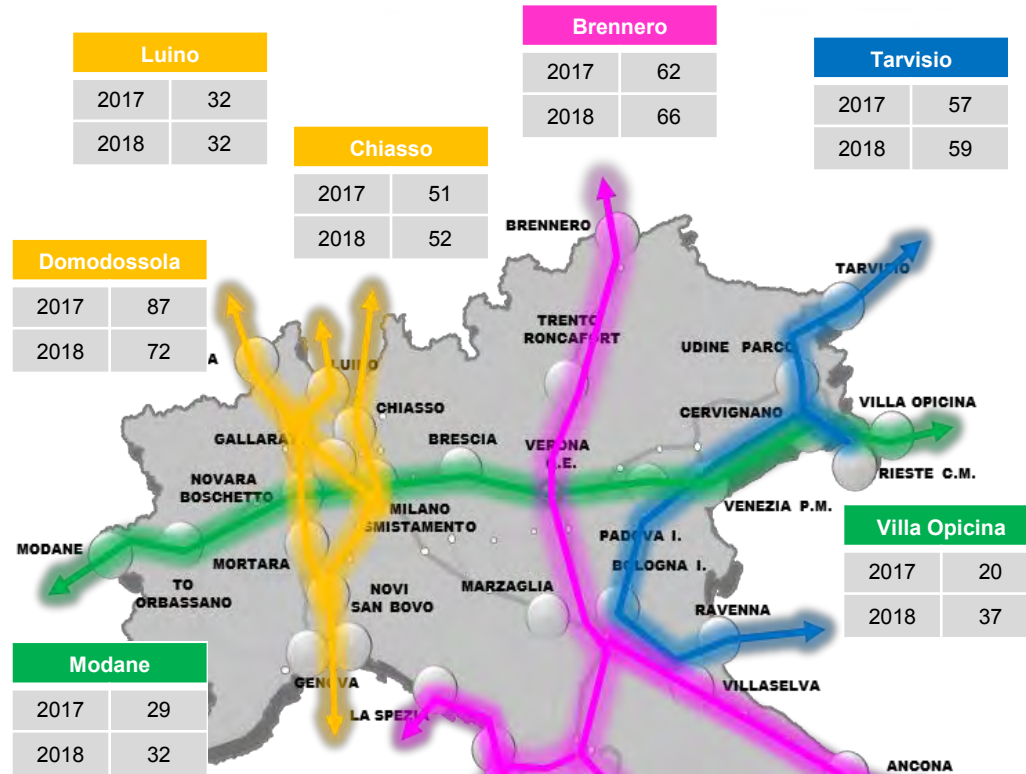 Luino
2017 32
2018 32
Brennero
2017 62
2018 66
Tarvisio
2017 57
2018 59
Chiasso
2017 51
2018 52
Domodossola
2017 87
2018 72
BRENNERO
TARVISIO
TRENTO
RONCAFORT
UDINE PARCO
A
LUINO
CHIASSO
CERVIGNANO
VILLA OPICINA
GALLARA
BRESCIA
VERONA
Q.E.
RIESTE C.M.
NOVARA
BOSCHETTO
MILANO
SMISTAMENTO
VENEZIA P.M.
PADOVA I.
MODANE
MORTARA
BOLOGNA I.
Villa Opicina
2017 20
2018 37
TO
ORBASSANO
NOVI
SAN BOVO
MARZAGLIA
RAVENNA
Modane
2017 29
2018 32
GENOVA
LA SPEZIA
VILLASELVA
ANCONA